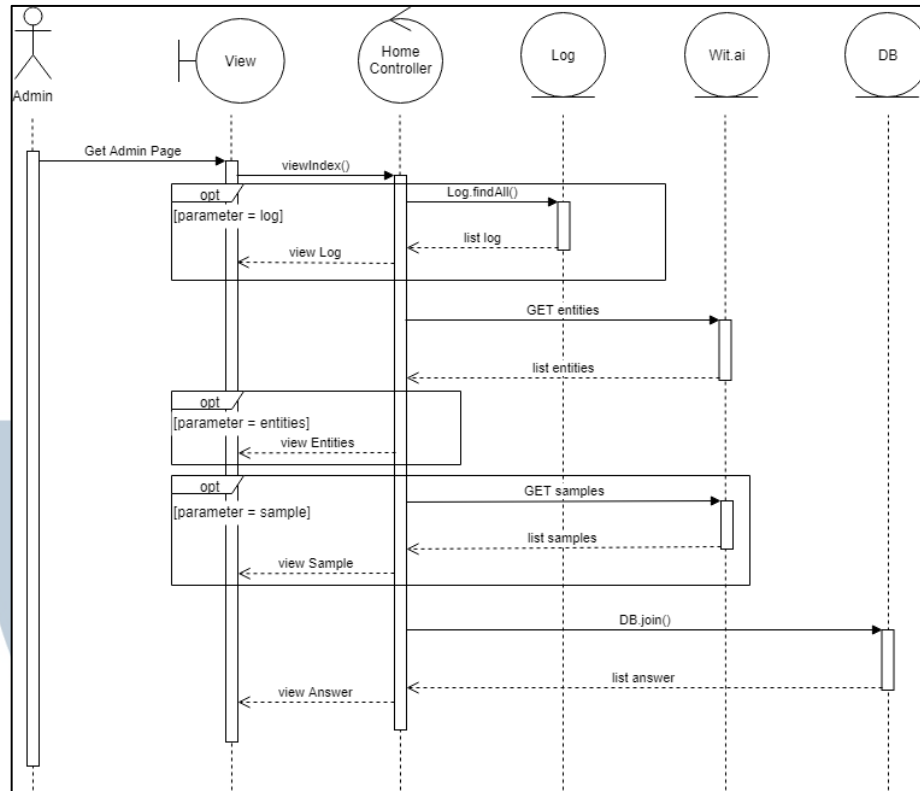 Admin
View
Home
Controller
Log
Wit.ai
DB
Get Admin Page
viewIndex()
opt
[parameter = log]
Log.findAll()
list log
view Log
GET entities
list entities
opt
[parameter = entities]
view Entities
opt
[parameter = sample]
GET samples
list samples
view Sample
DB.join()
list answer
view Answer